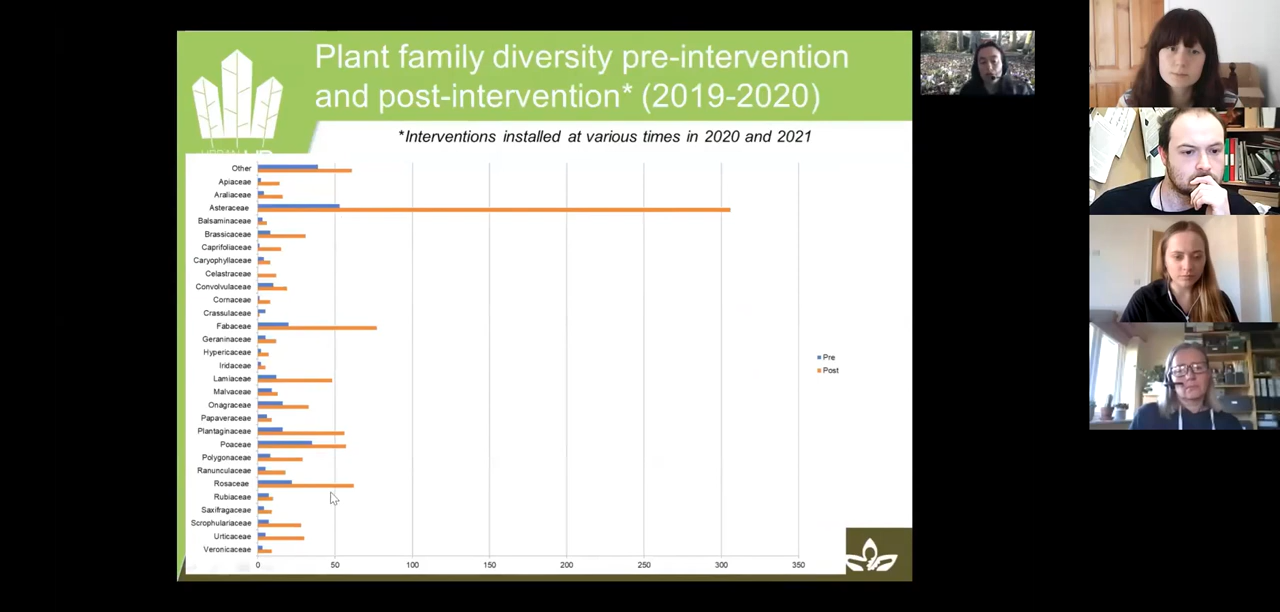 Plant family diversity pre-intervention
and post-intervention* (2019-2020)
*Interventions installed at various times in 2020 and 2021
Other
Apiaceae
Araliaceae
Asteraceae
Balsaminaceae
Brassicaceae
Caprifoliaceae
Caryophyllaceae
Celastraceae
Convolvulaceae
Cornaceae
Crassulaceae
Fabaceae
Geraninaceae
Hypericaceae
Iridaceae
Lamiaceae
Malvaceae
Onagraceae
Papaveraceae
Plantaginaceae
Poaceae
Polygonaceae
Ranunculaceae
Rosaceae
Rubiaceae
Saxifragaceae
Scrophulariaceae
Urticaceae
Veronicaceae
0 50 100 150 200 250 300 350
Pre
Post